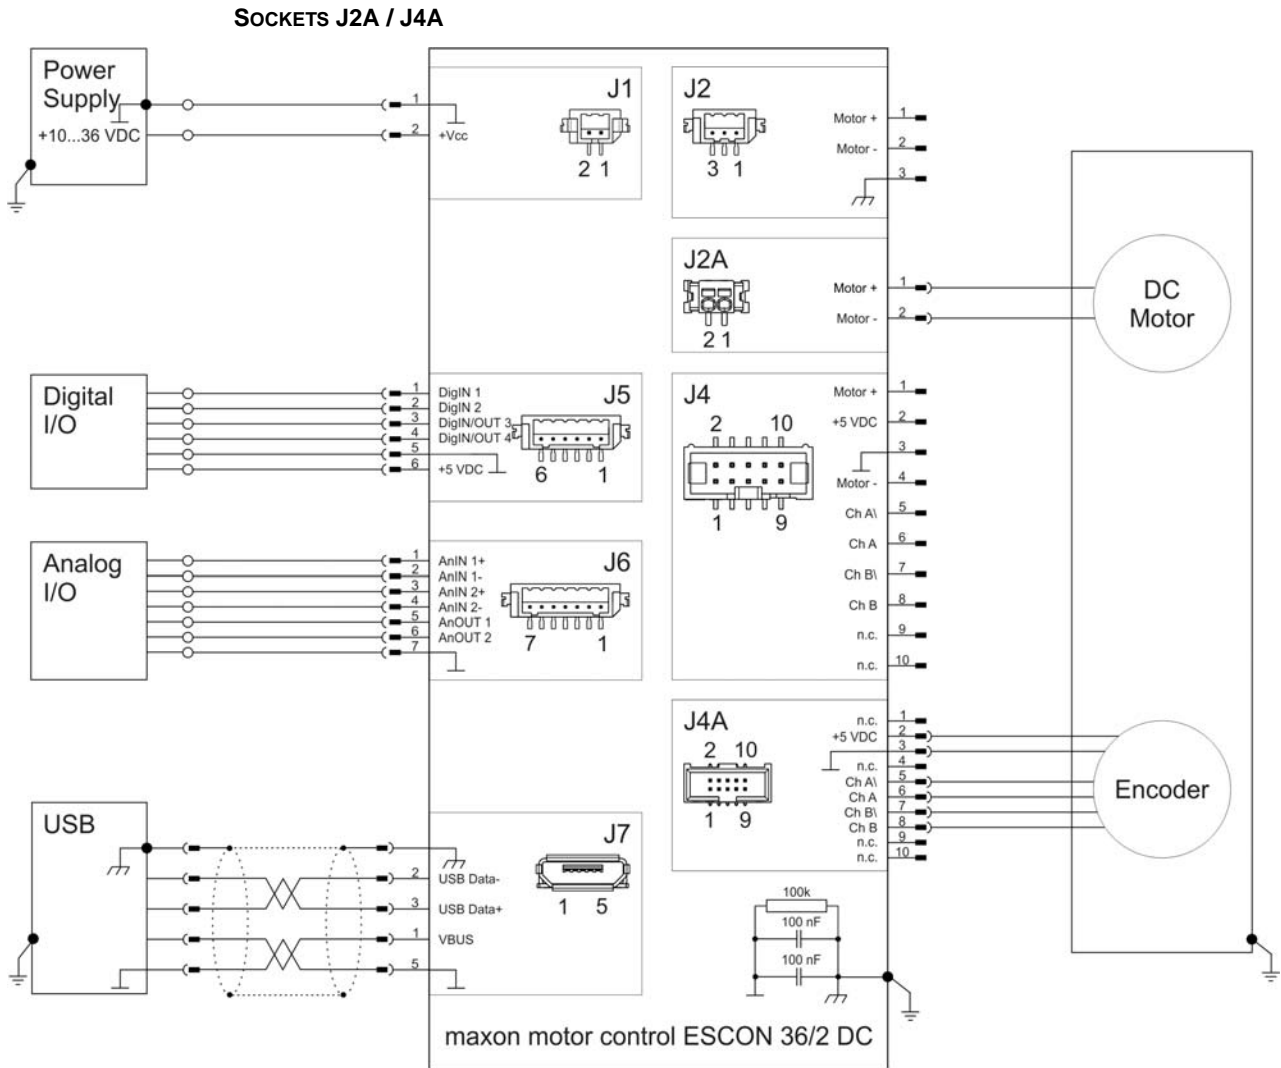 SOCKETS J2A / J4A
Power
Supply
+10...36 VDC
1
2
+Vcc
J1
2 1
J2
3 1
Motor +
1
Motor -
2
3
J2A
2 1
Motor +
1
Motor -
2
DC
Motor
Digital
I/O
1
2
3
4
5
6
DigIN 1
DigIN 2
DigIN/OUT 3
DigIN/OUT 4
+5 VDC
J5
6 1
J4
2 10
1 9
Motor +
1
+5 VDC
2
3
Motor -
4
Ch A\
5
Ch A
6
Ch B\
7
Ch B
8
n.c.
9
n.c.
10
Analog
I/O
1
2
3
4
5
6
7
AnIN 1+
AnIN 1-
AnIN 2+
AnIN 2-
AnOUT 1
AnOUT 2
J6
7 1
J4A
2 10
1 9
n.c.
1
+5 VDC
2
3
n.c.
4
Ch A\
5
Ch A
6
Ch B\
7
Ch B
8
n.c.
9
n.c.
10
Encoder
USB
2
USB Data-
3
USB Data+
1
VBUS
5
J7
1 5
100k
100 nF
100 nF
maxon motor control ESCON 36/2 DC